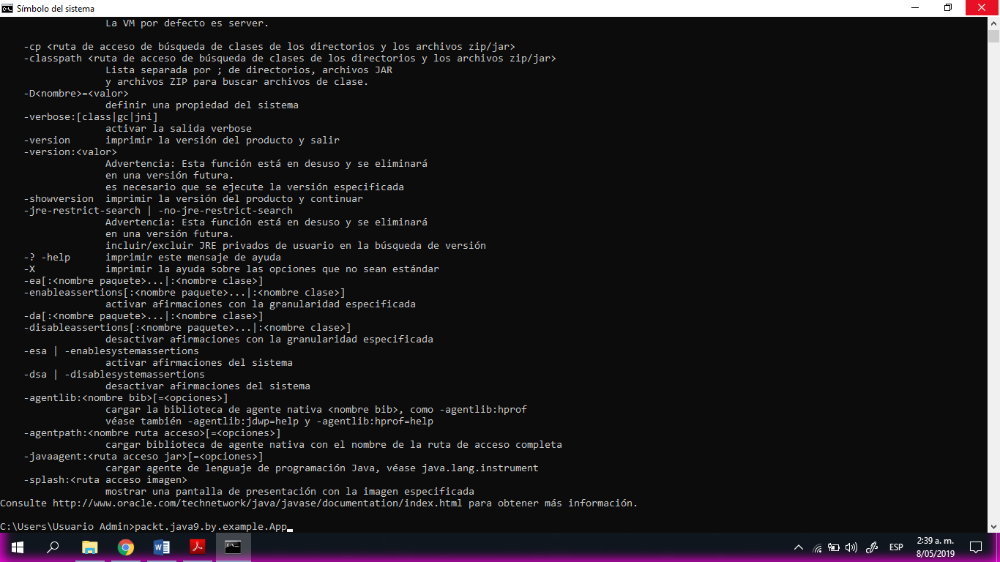 Símbolo del sistema
La VM por defecto es server.
-cp <ruta de acceso de búsqueda de clases de los directorios y los archivos zip/jar>
-classpath <ruta de acceso de búsqueda de clases de los directorios y los archivos zip/jar>
Lista separada por ; de directorios, archivos JAR
y archivos ZIP para buscar archivos de clase.
-D<nombre>=<valor>
definir una propiedad del sistema
-verbose:[class|gc|jni]
activar la salida verbose
-version imprimir la versión del producto y salir
-version:<valor>
Advertencia: Esta función está en desuso y se eliminará
en una versión futura.
es necesario que se ejecute la versión especificada
-showversion imprimir la versión del producto y continuar
-jre-restrict-search | -no-jre-restrict-search
Advertencia: Esta función está en desuso y se eliminará
en una versión futura.
incluir/excluir JRE privados de usuario en la búsqueda de versión
-? -help imprimir este mensaje de ayuda
-X imprimir la ayuda sobre las opciones que no sean estándar
-ea[:<nombre paquete>...|:<nombre clase>]
-enableassertions[:<nombre paquete>...|:<nombre clase>]
activar afirmaciones con la granularidad especificada
-da[:<nombre paquete>...|:<nombre clase>]
-disableassertions[:<nombre paquete>...|:<nombre clase>]
desactivar afirmaciones con la granularidad especificada
-esa | -enablesystemassertions
activar afirmaciones del sistema
-dsa | -disablesystemassertions
desactivar afirmaciones del sistema
-agentlib:<nombre bib>[=<opciones>]
cargar la biblioteca de agente nativa <nombre bib>, como -agentlib:hprof
véase también -agentlib:jdwp=help y -agentlib:hprof=help
-agentpath:<nombre ruta acceso>[=<opciones>]
cargar biblioteca de agente nativa con el nombre de la ruta de acceso completa
-javaagent:<ruta acceso jar>[=<opciones>]
cargar agente de lenguaje de programación Java, véase java.lang.instrument
-splash:<ruta acceso imagen>
mostrar una pantalla de presentación con la imagen especificada
Consulte http://www.oracle.com/technetwork/java/javase/documentation/index.html para obtener más información.
C:\Users\Usuario Admin>packt.java9.by.example.App_
ESP
2:39 a. m.
8/05/2019